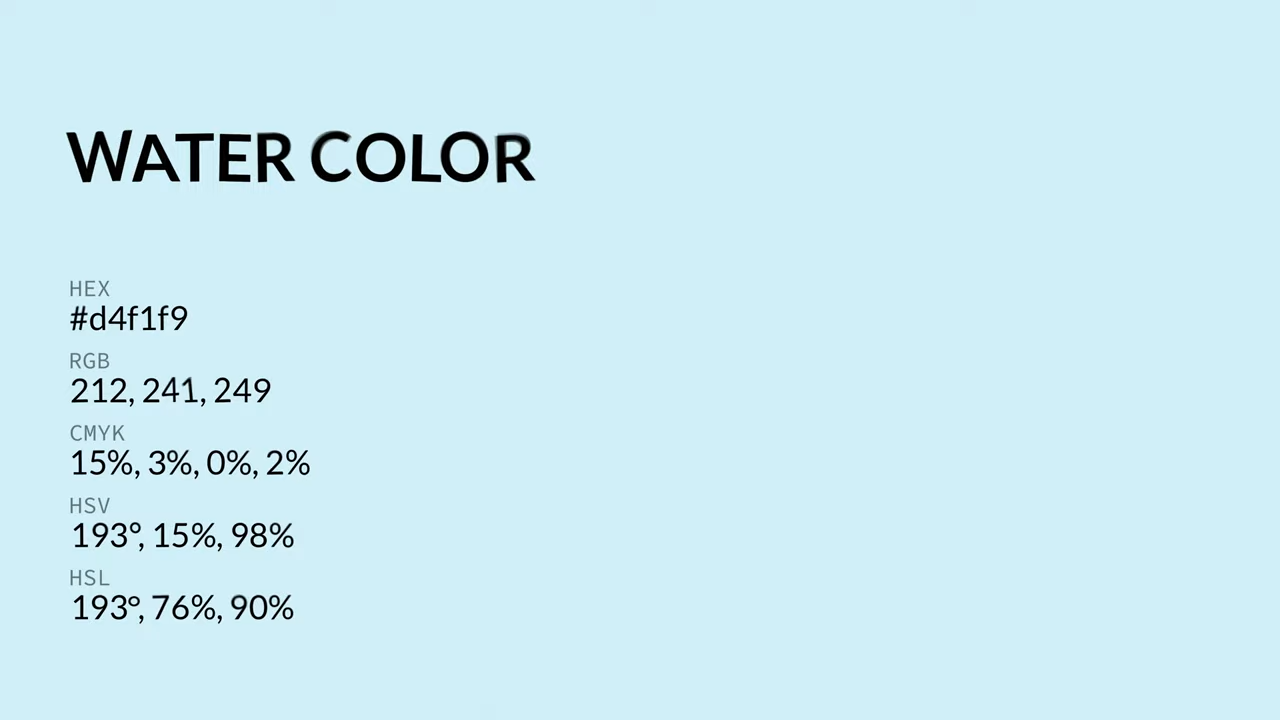 WATER COLOR
HEX
#d4f1f9
RGB
212, 241, 249
CMYK
15%, 3%, 0%, 2%
HSV
193°, 15%, 98%
HSL
193°, 76%, 90%